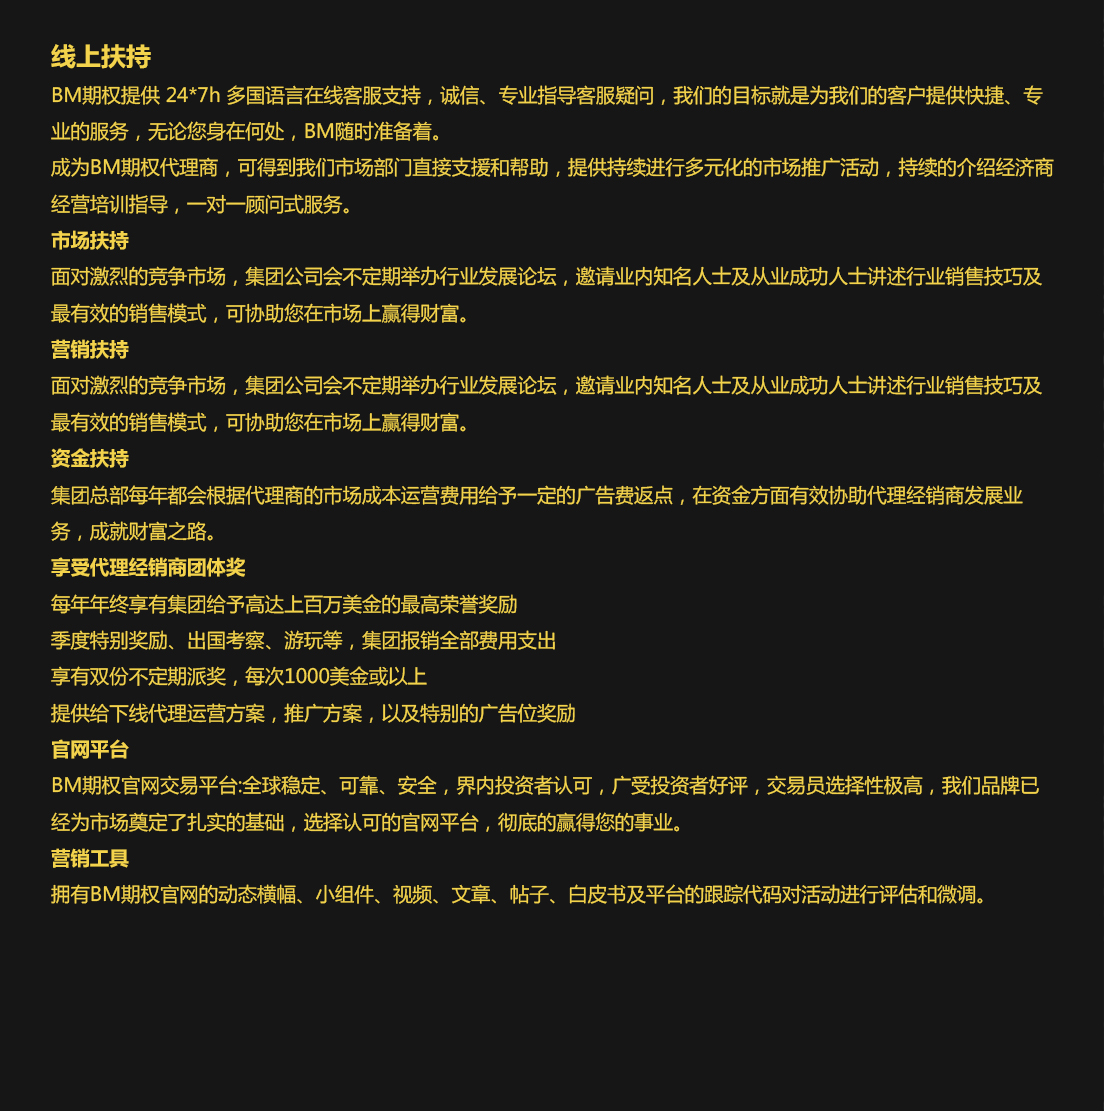 线上扶持
BM期权提供 24*7h 多国语言在线客服支持，诚信、专业指导客服疑问，我们的目标就是为我们的客户提供快捷、专
业的服务，无论您身在何处，BM随时准备着。
成为BM期权代理商，可得到我们市场部门直接支援和帮助，提供持续进行多元化的市场推广活动，持续的介绍经济商
经营培训指导，一对一顾问式服务。
市场扶持
面对激烈的竞争市场，集团公司会不定期举办行业发展论坛，邀请业内知名人士及从业成功人士讲述行业销售技巧及
最有效的销售模式，可协助您在市场上赢得财富。
营销扶持
面对激烈的竞争市场，集团公司会不定期举办行业发展论坛，邀请业内知名人士及从业成功人士讲述行业销售技巧及
最有效的销售模式，可协助您在市场上赢得财富。
资金扶持
集团总部每年都会根据代理商的市场成本运营费用给予一定的广告费返点，在资金方面有效协助代理经销商发展业
务，成就财富之路。
享受代理经销商团体奖
每年年终享有集团给予高达上百万美金的最高荣誉奖励
季度特别奖励、出国考察、游玩等，集团报销全部费用支出
享有双份不定期派奖，每次1000美金或以上
提供给下线代理运营方案，推广方案，以及特别的广告位奖励
官网平台
BM期权官网交易平台:全球稳定、可靠、安全，界内投资者认可，广受投资者好评，交易员选择性极高，我们品牌已
经为市场奠定了扎实的基础，选择认可的官网平台，彻底的赢得您的事业。
营销工具
拥有BM期权官网的动态横幅、小组件、视频、文章、帖子、白皮书及平台的跟踪代码对活动进行评估和微调。